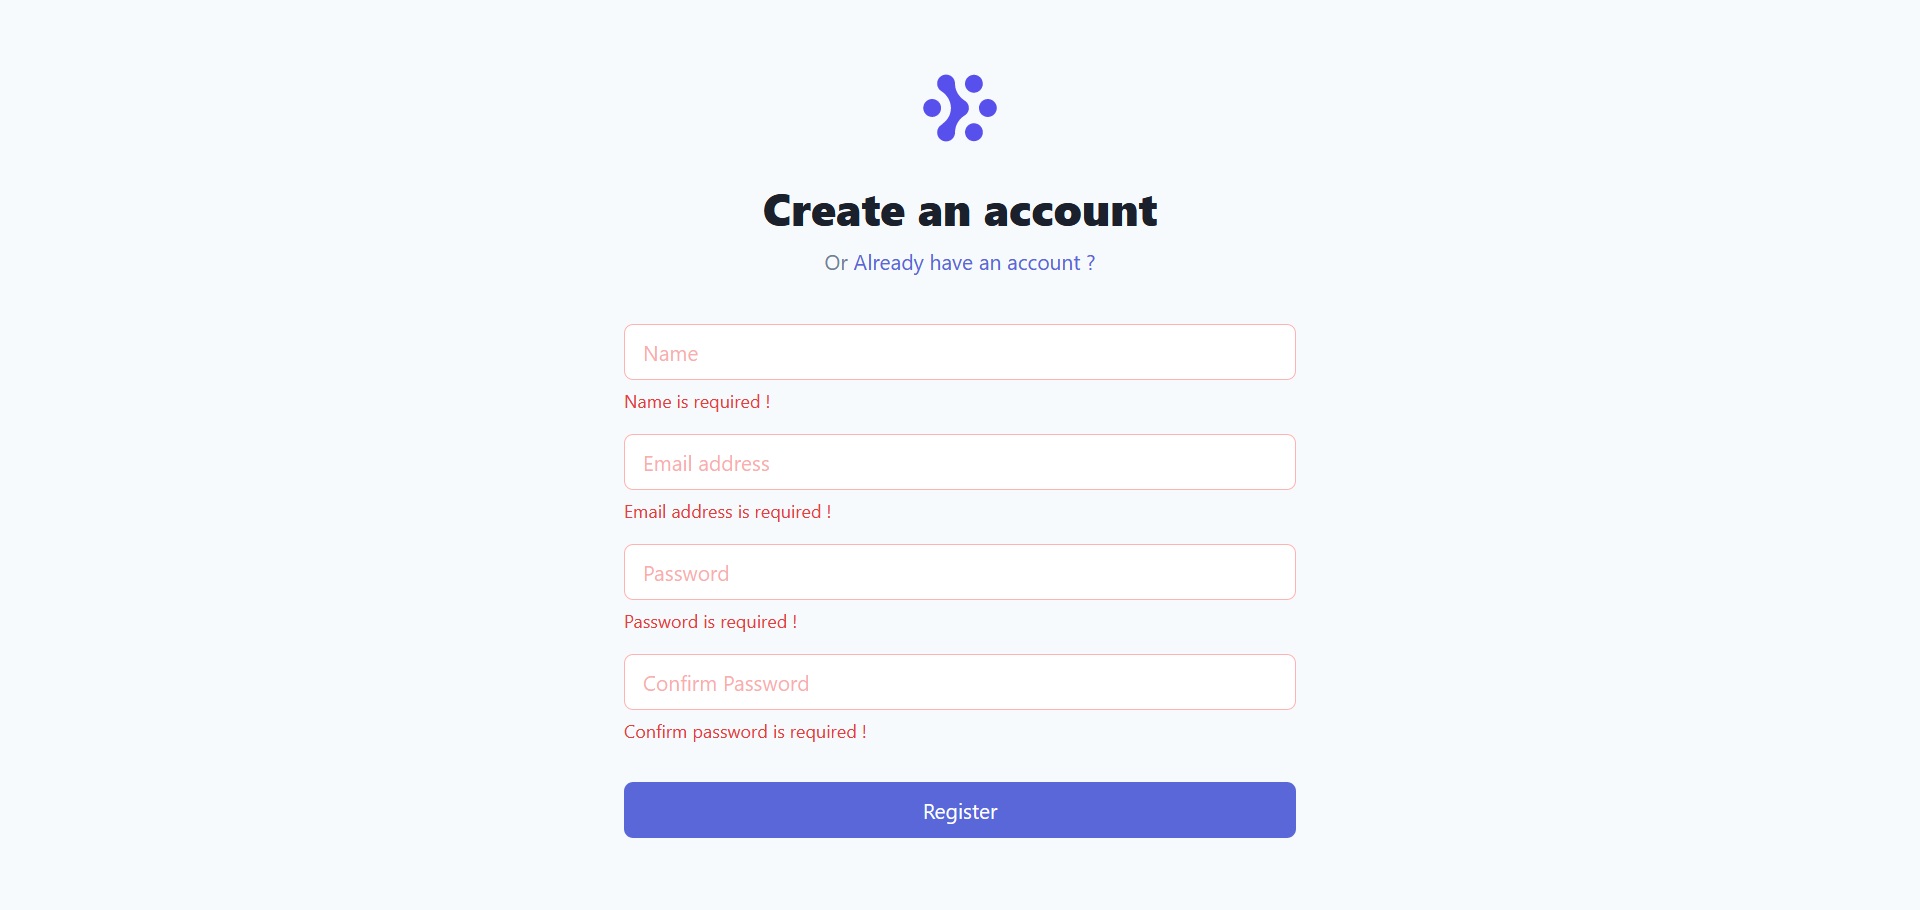 Create an account
Or Already have an account ?
Name
Name is required !
Email address
Email address is required !
Password
Password is required !
Confirm Password
Confirm password is required !
Register